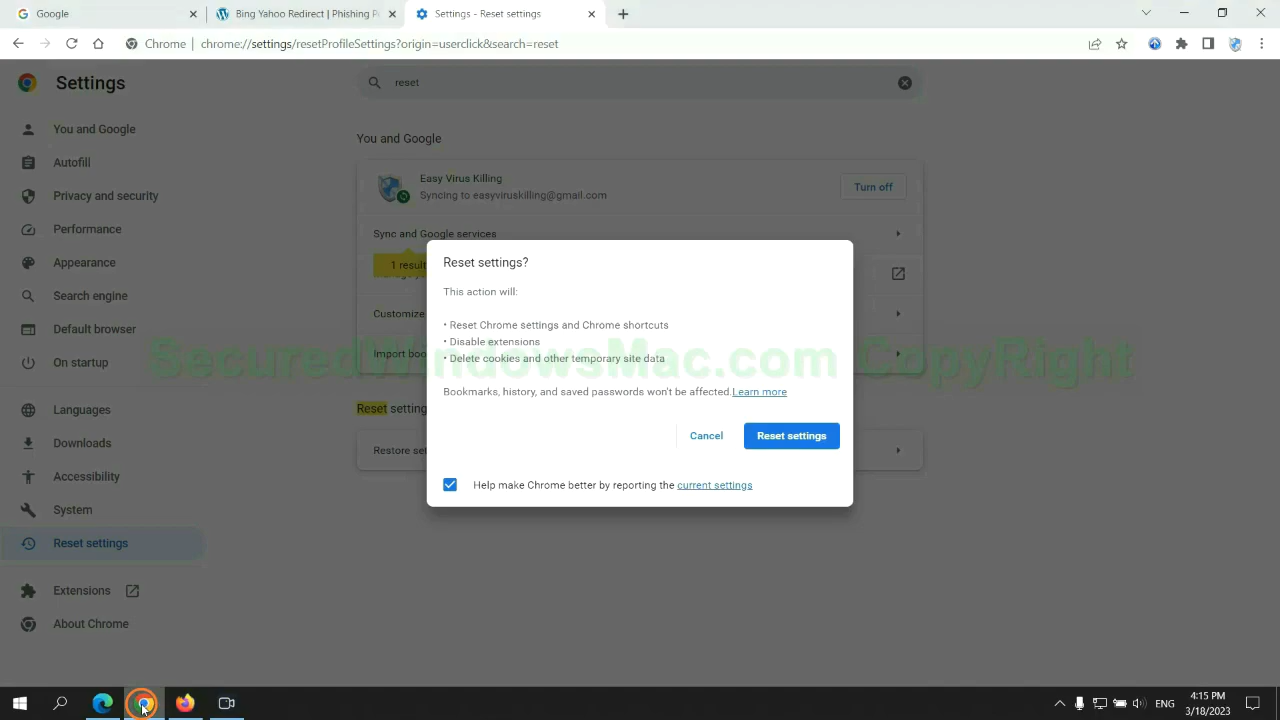 Google
Bing Yahoo Redirect | Phishing P
Settings - Reset settings
Chrome
chrome://settings/resetProfileSettings?origin=userclick&search=reset
Settings
reset
You and Google
Autofill
Privacy and security
Performance
Appearance
Search engine
Default browser
On startup
Languages
Downloads
Accessibility
System
Reset settings
Extensions
About Chrome
You and Google
Easy Virus Killing
Syncing to easyviruskilling@gmail.com
Turn off
Sync and Google services
1 result
Customize
Import boo
Reset setting
Restore set
Reset settings?
This action will:
• Reset Chrome settings and Chrome shortcuts
• Disable extensions
• Delete cookies and other temporary site data
Bookmarks, history, and saved passwords won't be affected. Learn more
Cancel
Reset settings
Help make Chrome better by reporting the current settings
SecuredWindowsMac.com CopyRight
ENG
4:15 PM
3/18/2023